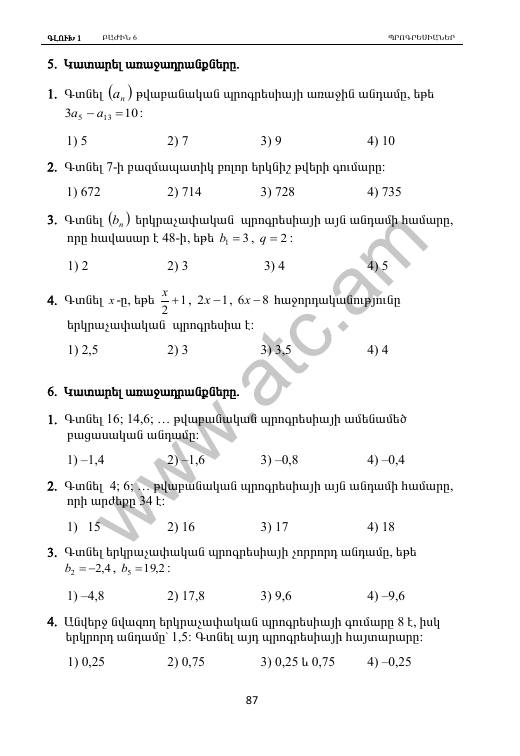 ԳԼՈՒԽ 1 ԲԱԺԻՆ 6 ՊՐՈԳՐԵՍԻԱՆԵՐ
5. Կատարել առաջադրանքները.
1. Գտնել (aₙ) թվաբանական պրոգրեսիայի առաջին անդամը, եթե
3a₅ − a₁₃ = 10 :
1) 5 2) 7 3) 9 4) 10
2. Գտնել 7-ի բազմապատիկ բոլոր երկնիշ թվերի գումարը:
1) 672 2) 714 3) 728 4) 735
3. Գտնել (bₙ) երկրաչափական պրոգրեսիայի այն անդամի համարը,
որը հավասար է 48-ի, եթե b₁ = 3 , q = 2 :
1) 2 2) 3 3) 4 4) 5
4. Գտնել x -ը, եթե x/2 + 1 , 2x − 1 , 6x − 8 հաջորդականությունը
երկրաչափական պրոգրեսիա է:
1) 2,5 2) 3 3) 3,5 4) 4
6. Կատարել առաջադրանքները.
1. Գտնել 16; 14,6; … թվաբանական պրոգրեսիայի ամենամեծ
բացասական անդամը:
1) –1,4 2) –1,6 3) –0,8 4) –0,4
2. Գտնել 4; 6; … թվաբանական պրոգրեսիայի այն անդամի համարը,
որի արժեքը 34 է:
1) 15 2) 16 3) 17 4) 18
3. Գտնել երկրաչափական պրոգրեսիայի չորրորդ անդամը, եթե
b₂ = −2,4 , b₅ = 19,2 :
1) –4,8 2) 17,8 3) 9,6 4) –9,6
4. Անվերջ նվազող երկրաչափական պրոգրեսիայի գումարը 8 է, իսկ
երկրորդ անդամը՝ 1,5: Գտնել այդ պրոգրեսիայի հայտարարը:
1) 0,25 2) 0,75 3) 0,25 և 0,75 4) –0,25
87
www.atc.am